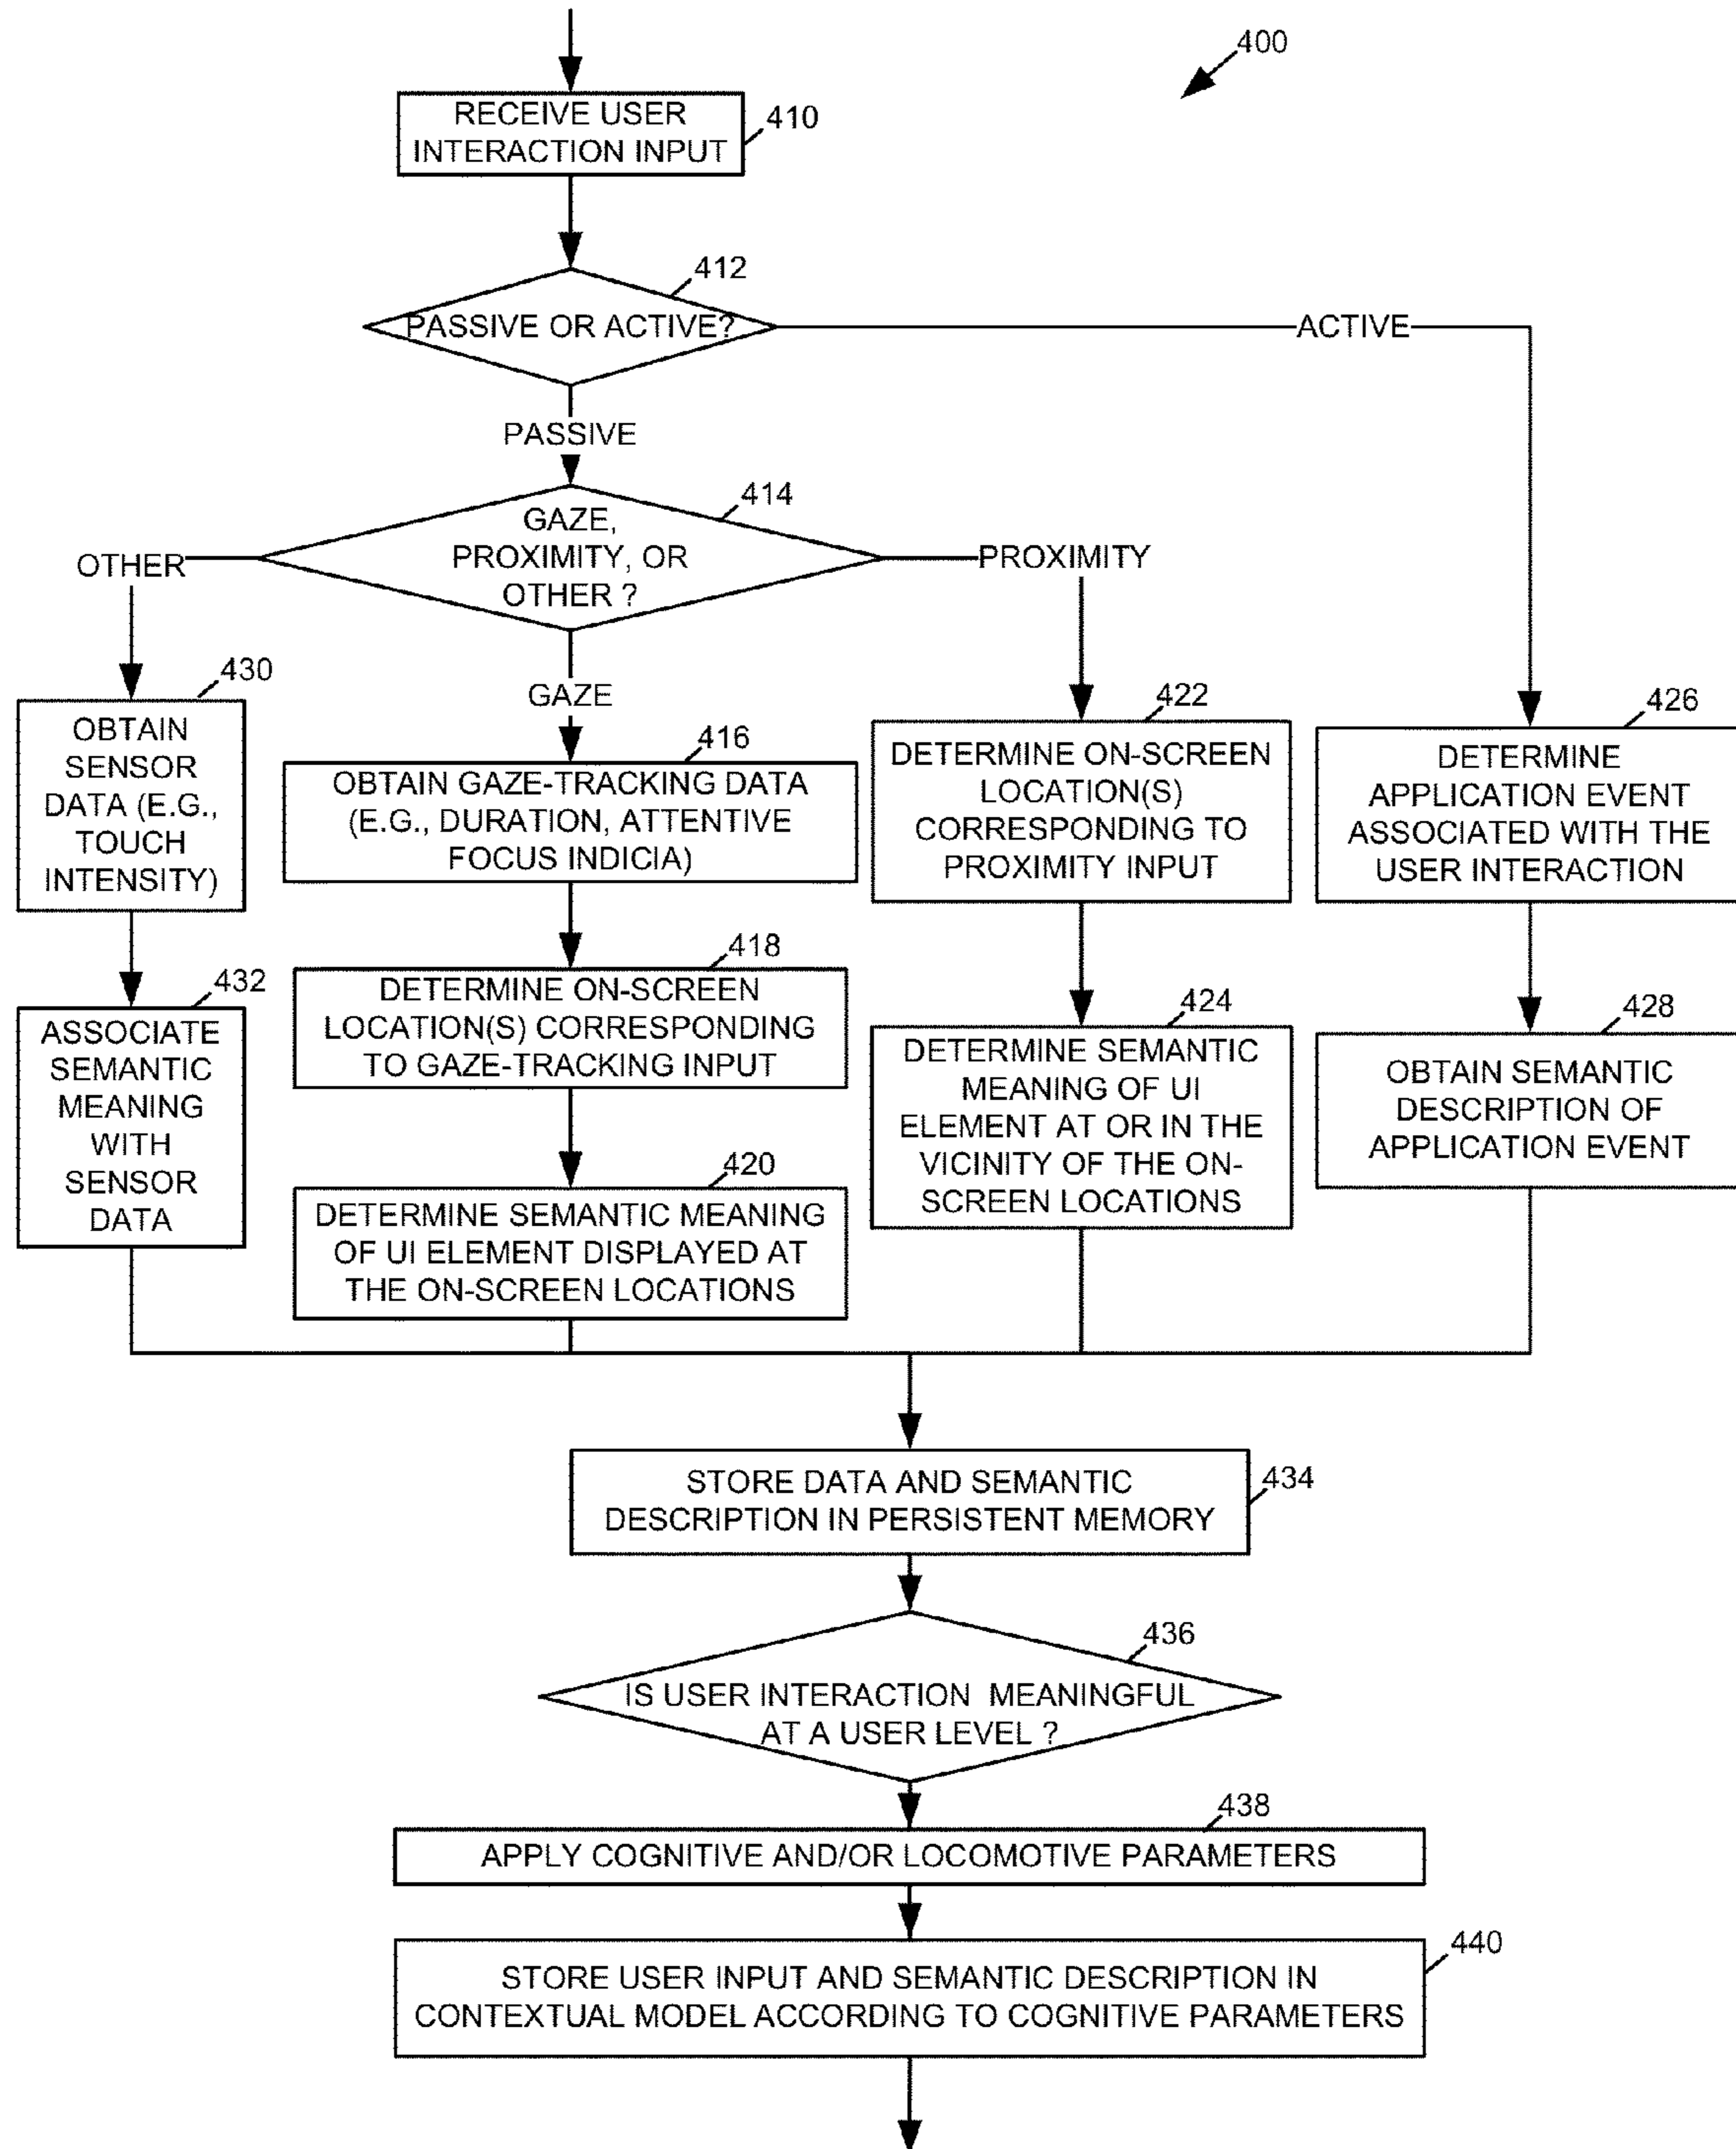 400
RECEIVE USER
INTERACTION INPUT
410
412
PASSIVE OR ACTIVE?
ACTIVE
PASSIVE
414
GAZE,
PROXIMITY, OR
OTHER ?
OTHER
PROXIMITY
GAZE
430
OBTAIN
SENSOR
DATA (E.G.,
TOUCH
INTENSITY)
432
ASSOCIATE
SEMANTIC
MEANING
WITH
SENSOR
DATA
416
OBTAIN GAZE-TRACKING DATA
(E.G., DURATION, ATTENTIVE
FOCUS INDICIA)
418
DETERMINE ON-SCREEN
LOCATION(S) CORRESPONDING
TO GAZE-TRACKING INPUT
420
DETERMINE SEMANTIC MEANING
OF UI ELEMENT DISPLAYED AT
THE ON-SCREEN LOCATIONS
422
DETERMINE ON-SCREEN
LOCATION(S)
CORRESPONDING TO
PROXIMITY INPUT
424
DETERMINE SEMANTIC
MEANING OF UI
ELEMENT AT OR IN THE
VICINITY OF THE ON-
SCREEN LOCATIONS
426
DETERMINE
APPLICATION EVENT
ASSOCIATED WITH THE
USER INTERACTION
428
OBTAIN SEMANTIC
DESCRIPTION OF
APPLICATION EVENT
STORE DATA AND SEMANTIC
DESCRIPTION IN PERSISTENT MEMORY
434
436
IS USER INTERACTION MEANINGFUL
AT A USER LEVEL ?
438
APPLY COGNITIVE AND/OR LOCOMOTIVE PARAMETERS
440
STORE USER INPUT AND SEMANTIC DESCRIPTION IN
CONTEXTUAL MODEL ACCORDING TO COGNITIVE PARAMETERS